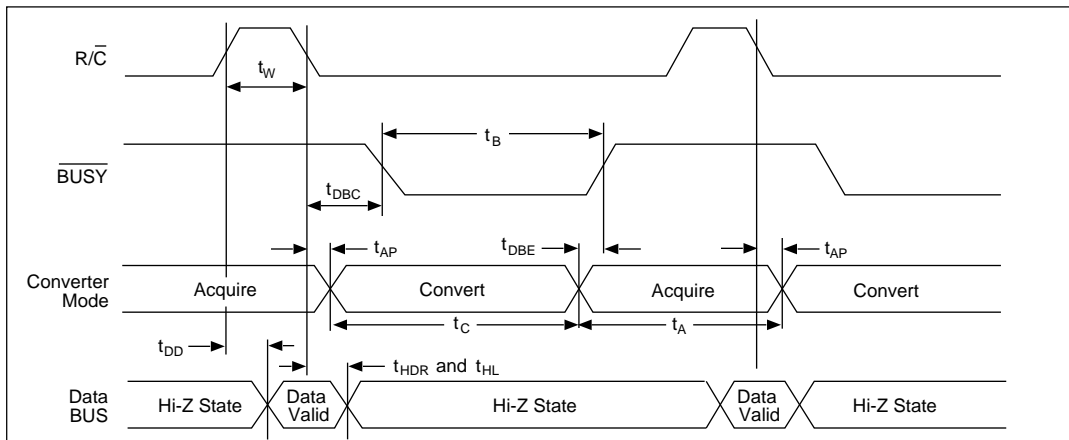 R/C̅
t_W
B̅U̅S̅Y̅
t_B
t_DBC
t_AP
t_DBE
t_AP
Converter
Mode
Acquire
Convert
Acquire
Convert
t_C
t_A
t_DD
t_HDR and t_HL
Data
BUS
Hi-Z State
Data
Valid
Hi-Z State
Data
Valid
Hi-Z State